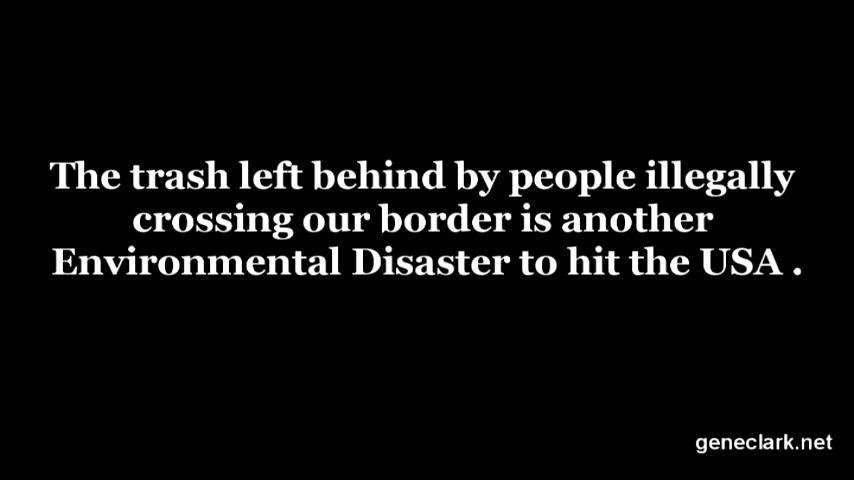 The trash left behind by people illegally
crossing our border is another
Environmental Disaster to hit the USA .
geneclark.net